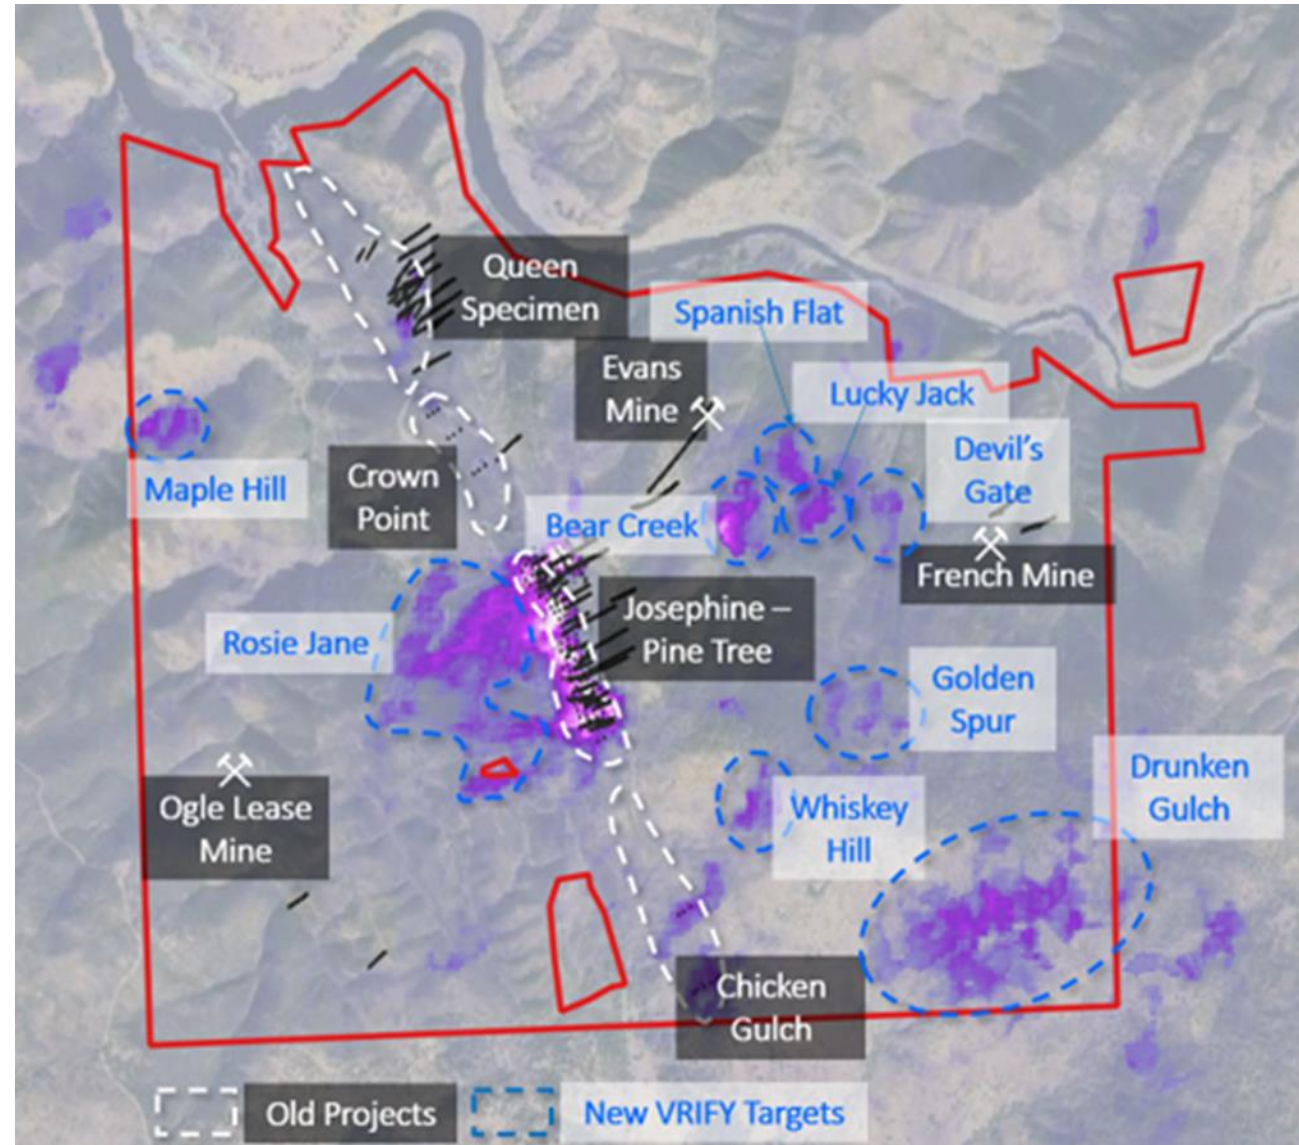 Queen
Specimen
Spanish Flat
Evans
Mine
Lucky Jack
Devil's
Gate
Maple Hill
Crown
Point
Bear Creek
French Mine
Josephine –
Pine Tree
Rosie Jane
Golden
Spur
Drunken
Gulch
Ogle Lease
Mine
Whiskey
Hill
Chicken
Gulch
Old Projects
New VRIFY Targets